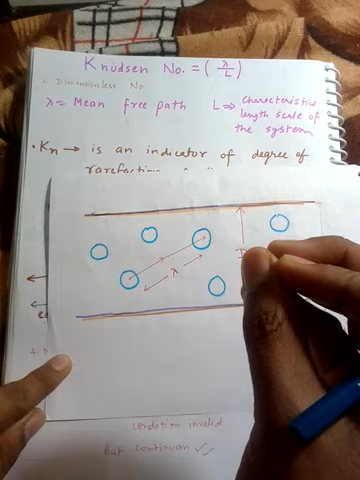 Knudsen No. = (λ/L)
Dimensionless No
λ = Mean free path L ⇒ characteristic
length scale of
the system
• Kn → is an indicator of degree of
rarefaction
λ
condition invalid
But continuum ✓